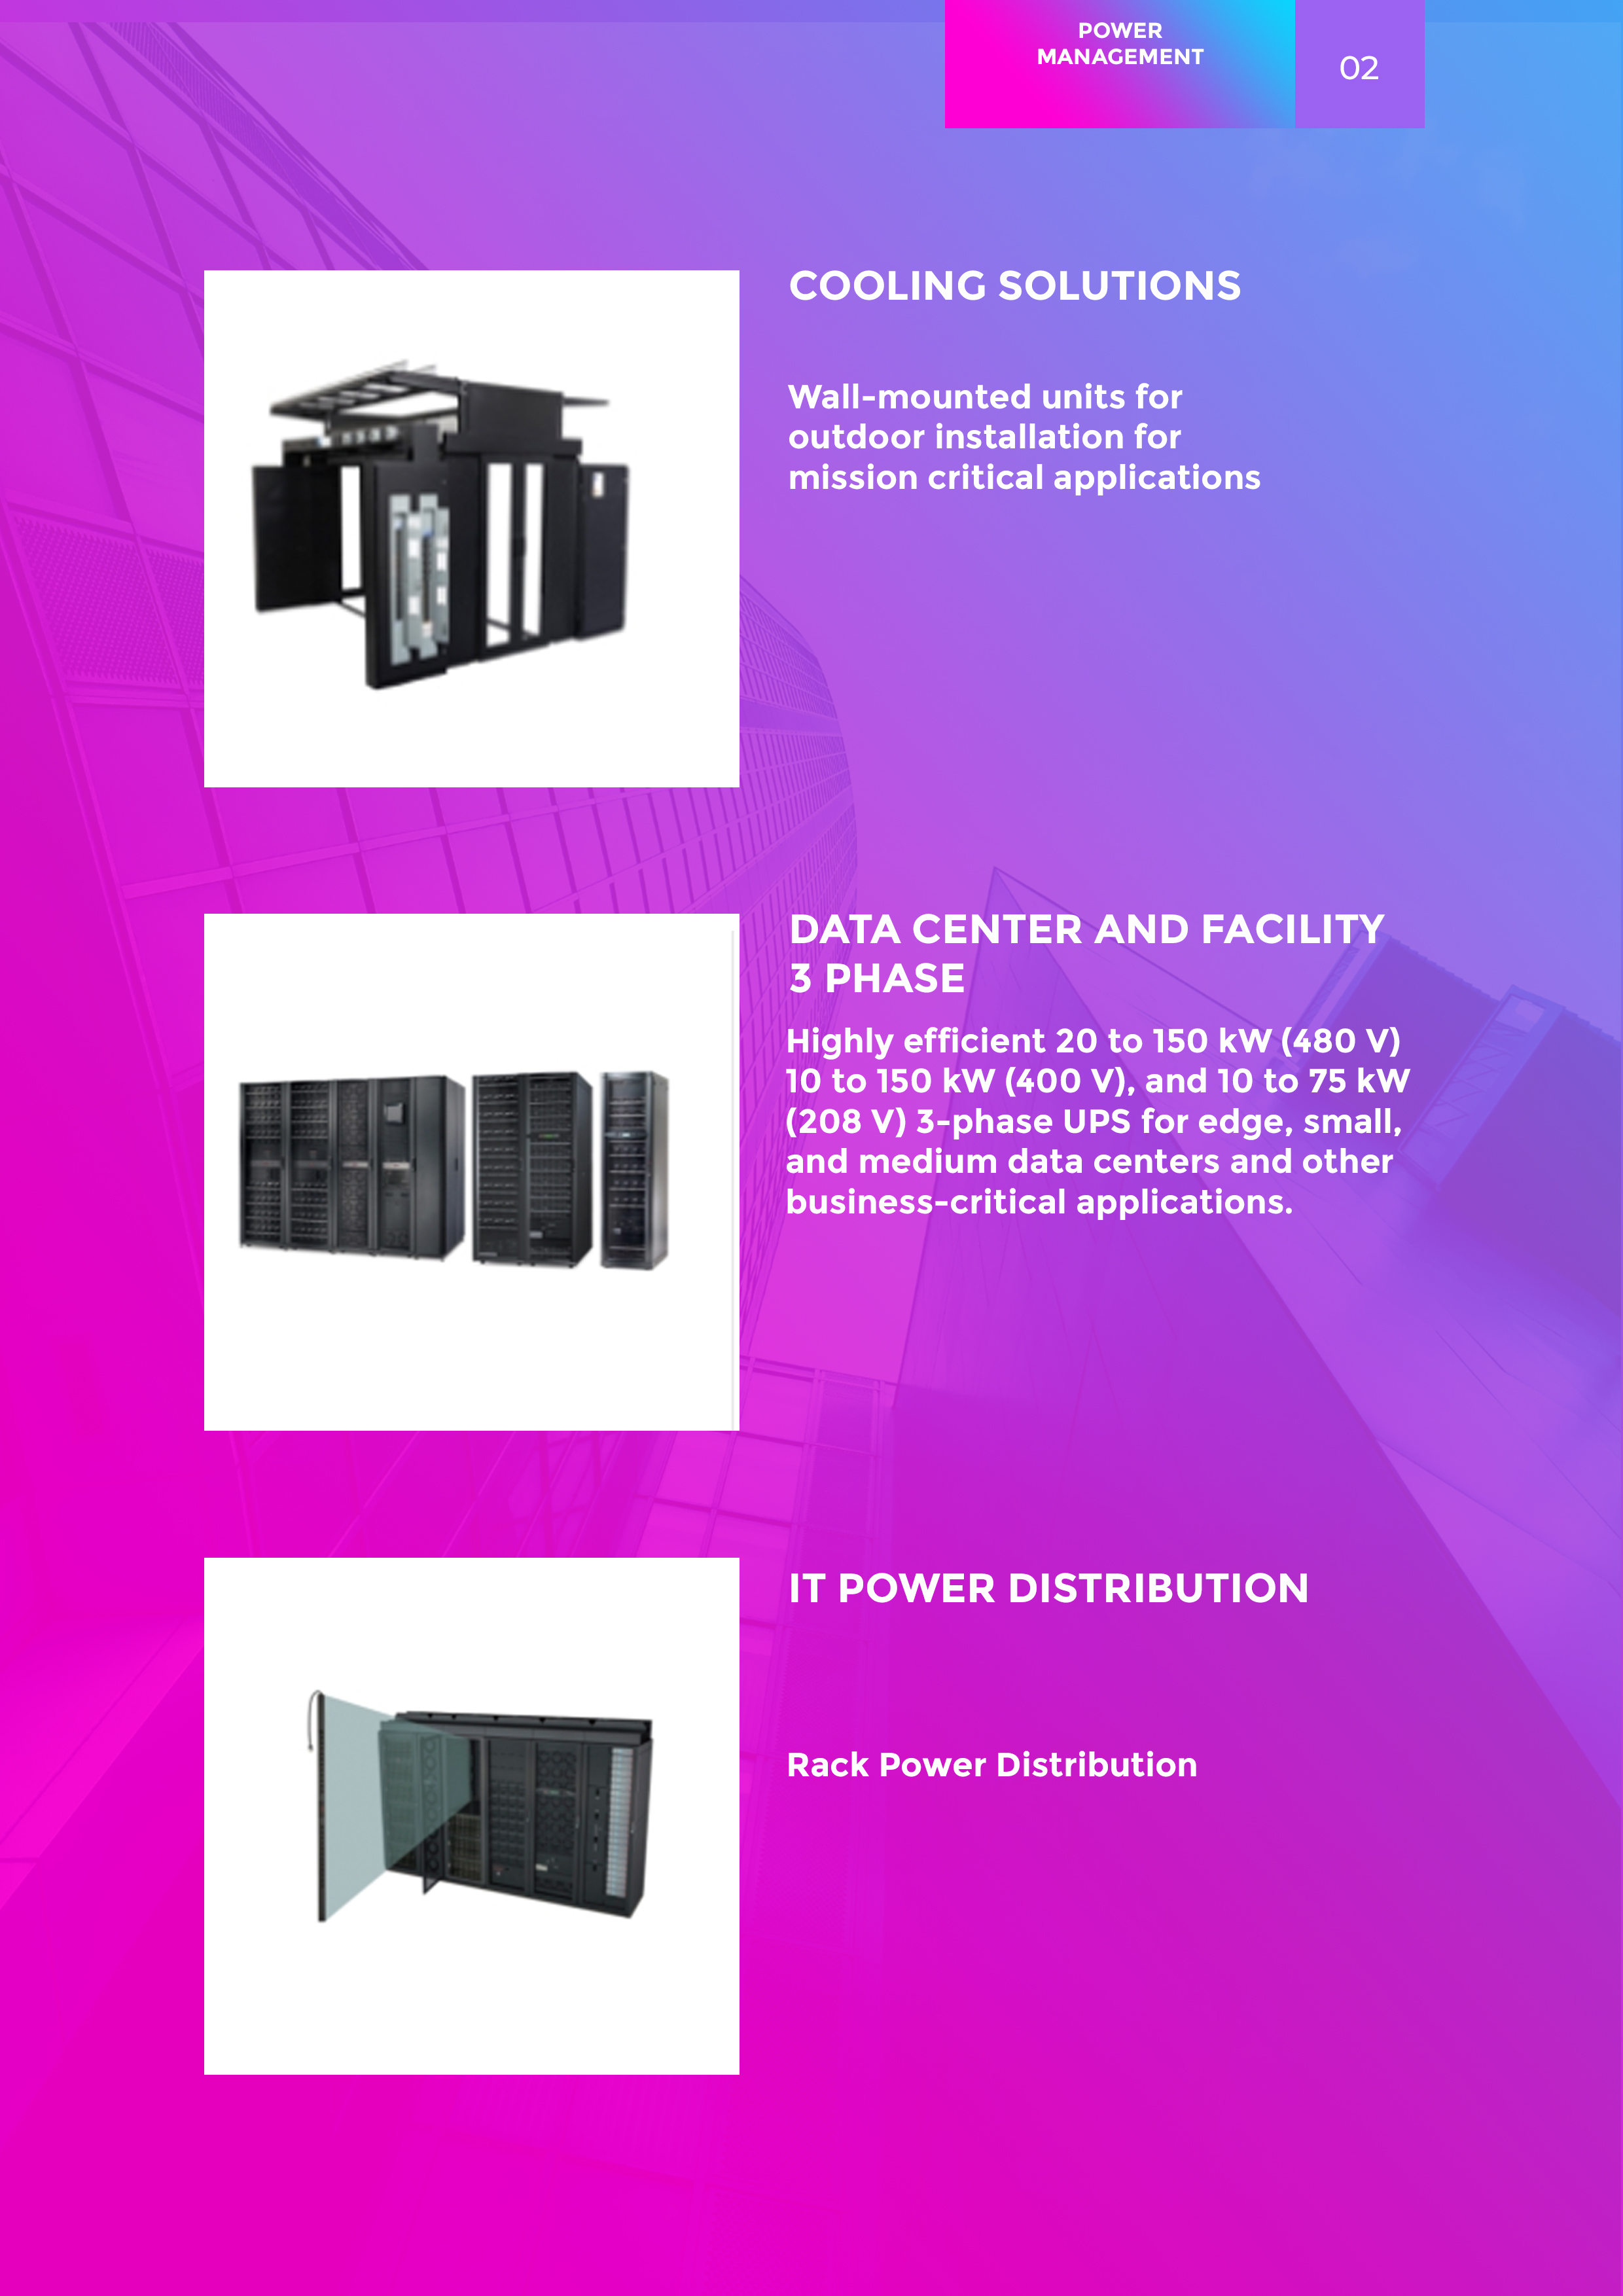 POWER
MANAGEMENT
02
COOLING SOLUTIONS
Wall-mounted units for
outdoor installation for
mission critical applications
DATA CENTER AND FACILITY
3 PHASE
Highly efficient 20 to 150 kW (480 V)
10 to 150 kW (400 V), and 10 to 75 kW
(208 V) 3-phase UPS for edge, small,
and medium data centers and other
business-critical applications.
IT POWER DISTRIBUTION
Rack Power Distribution